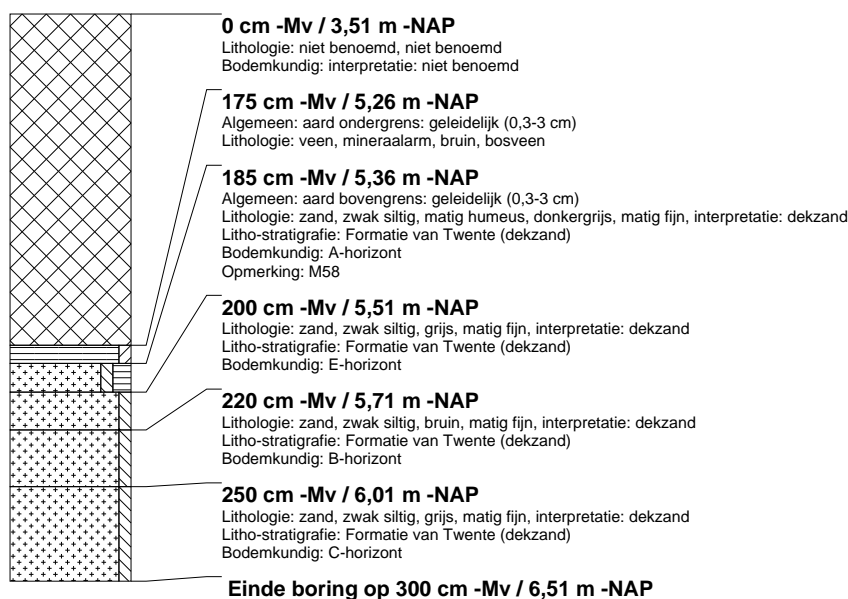 0 cm -Mv / 3,51 m -NAP
Lithologie: niet benoemd, niet benoemd
Bodemkundig: interpretatie: niet benoemd
175 cm -Mv / 5,26 m -NAP
Algemeen: aard ondergrens: geleidelijk (0,3-3 cm)
Lithologie: veen, mineraalarm, bruin, bosveen
185 cm -Mv / 5,36 m -NAP
Algemeen: aard bovengrens: geleidelijk (0,3-3 cm)
Lithologie: zand, zwak siltig, matig humeus, donkergrijs, matig fijn, interpretatie: dekzand
Litho-stratigrafie: Formatie van Twente (dekzand)
Bodemkundig: A-horizont
Opmerking: M58
200 cm -Mv / 5,51 m -NAP
Lithologie: zand, zwak siltig, grijs, matig fijn, interpretatie: dekzand
Litho-stratigrafie: Formatie van Twente (dekzand)
Bodemkundig: E-horizont
220 cm -Mv / 5,71 m -NAP
Lithologie: zand, zwak siltig, bruin, matig fijn, interpretatie: dekzand
Litho-stratigrafie: Formatie van Twente (dekzand)
Bodemkundig: B-horizont
250 cm -Mv / 6,01 m -NAP
Lithologie: zand, zwak siltig, grijs, matig fijn, interpretatie: dekzand
Litho-stratigrafie: Formatie van Twente (dekzand)
Bodemkundig: C-horizont
Einde boring op 300 cm -Mv / 6,51 m -NAP